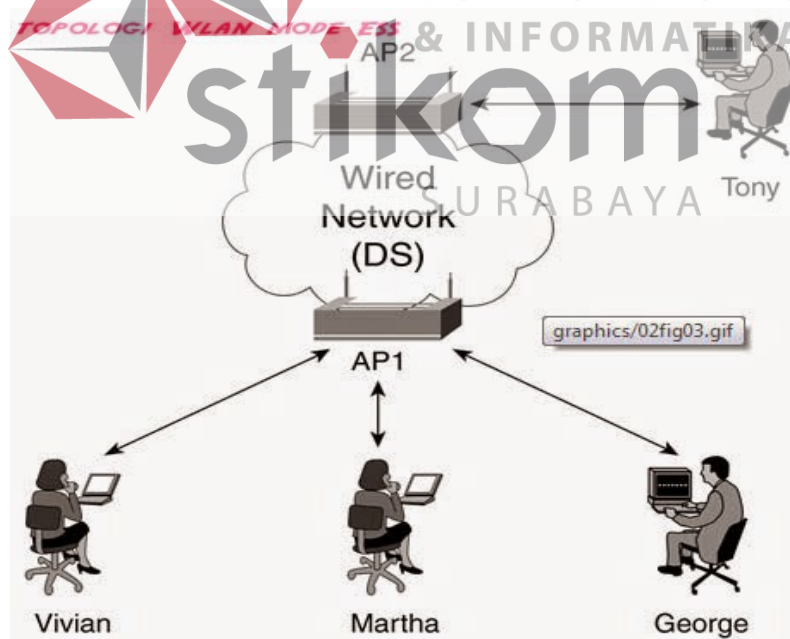 TOPOLOGI WLAN MODE ESS
& INFORMATIKA
AP2
stikom
SURABAYA
Tony
Wired
Network
(DS)
graphics/02fig03.gif
AP1
Vivian
Martha
George